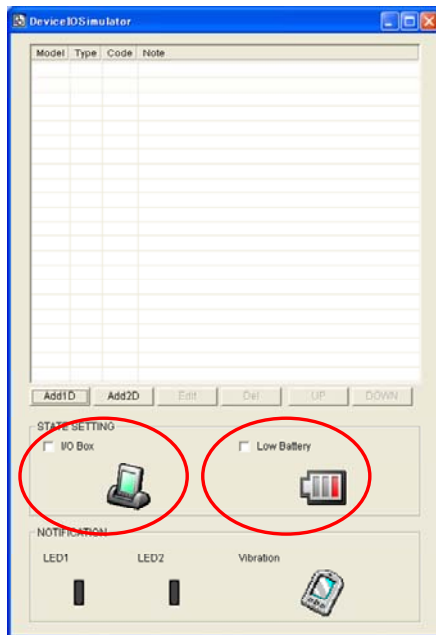 DeviceIOSimulator
Model Type Code Note
Add1D Add2D Edit Del UP DOWN
STATE SETTING
I/O Box Low Battery
NOTIFICATION
LED1 LED2 Vibration